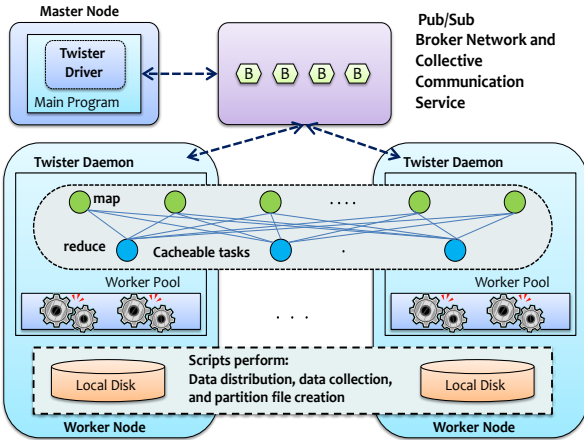 Master Node
Twister
Driver
Main Program
B B B B
Pub/Sub
Broker Network and
Collective
Communication
Service
Twister Daemon
Twister Daemon
map
. . . .
reduce
Cacheable tasks
.
Worker Pool
Worker Pool
. . .
Scripts perform:
Data distribution, data collection,
and partition file creation
Local Disk
Local Disk
Worker Node
Worker Node